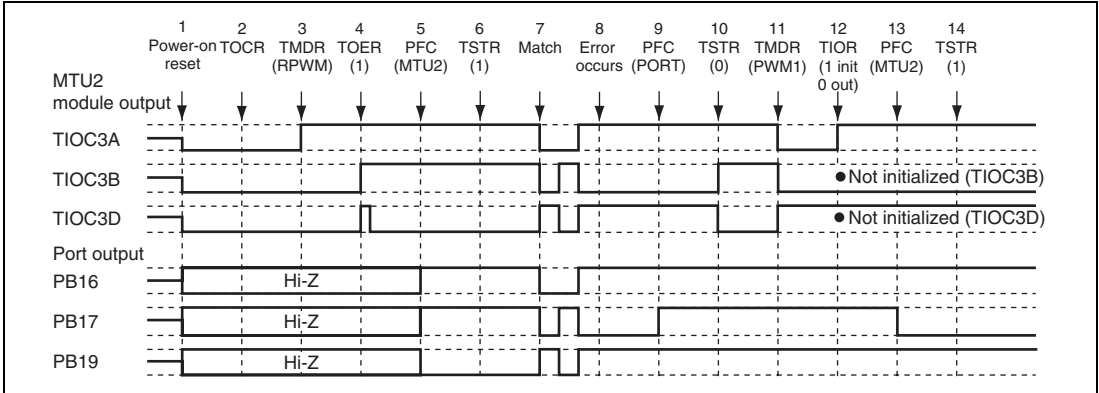 1 2 3 4 5 6 7 8 9 10 11 12 13 14
Power-on TOCR TMDR TOER PFC TSTR Match Error PFC TSTR TMDR TIOR PFC TSTR
reset (RPWM) (1) (MTU2) (1) occurs (PORT) (0) (PWM1) (1 init (MTU2) (1)
0 out)
MTU2
module output
TIOC3A
TIOC3B ●Not initialized (TIOC3B)
TIOC3D ●Not initialized (TIOC3D)
Port output
PB16 Hi-Z
PB17 Hi-Z
PB19 Hi-Z